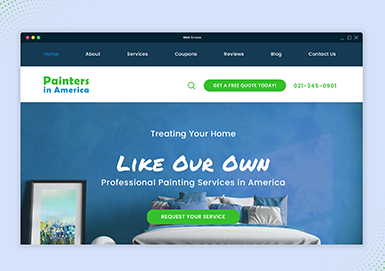 Web Screen
Home About Services Coupons Reviews Blog Contact Us
Painters
in America
GET A FREE QUOTE TODAY! 021-345-0901
Treating Your Home
LIKE OUR OWN
Professional Painting Services in America
REQUEST YOUR SERVICE